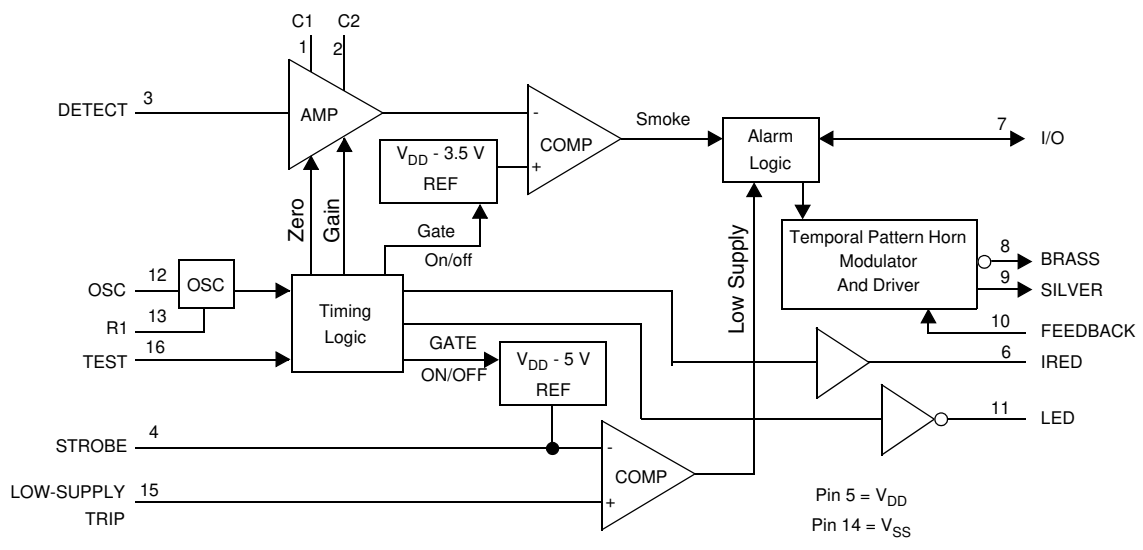 C1 C2
1 2
DETECT 3
AMP
-
COMP
+
Smoke
Alarm
Logic
7 I/O
V_DD - 3.5 V
REF
Zero
Gain
Gate
On/off
Low Supply
Temporal Pattern Horn
Modulator
And Driver
8 BRASS
9 SILVER
10 FEEDBACK
OSC 12
OSC
R1 13
TEST 16
Timing
Logic
GATE
ON/OFF
V_DD - 5 V
REF
6 IRED
11 LED
STROBE 4
-
COMP
+
LOW-SUPPLY 15
TRIP
Pin 5 = V_DD
Pin 14 = V_SS